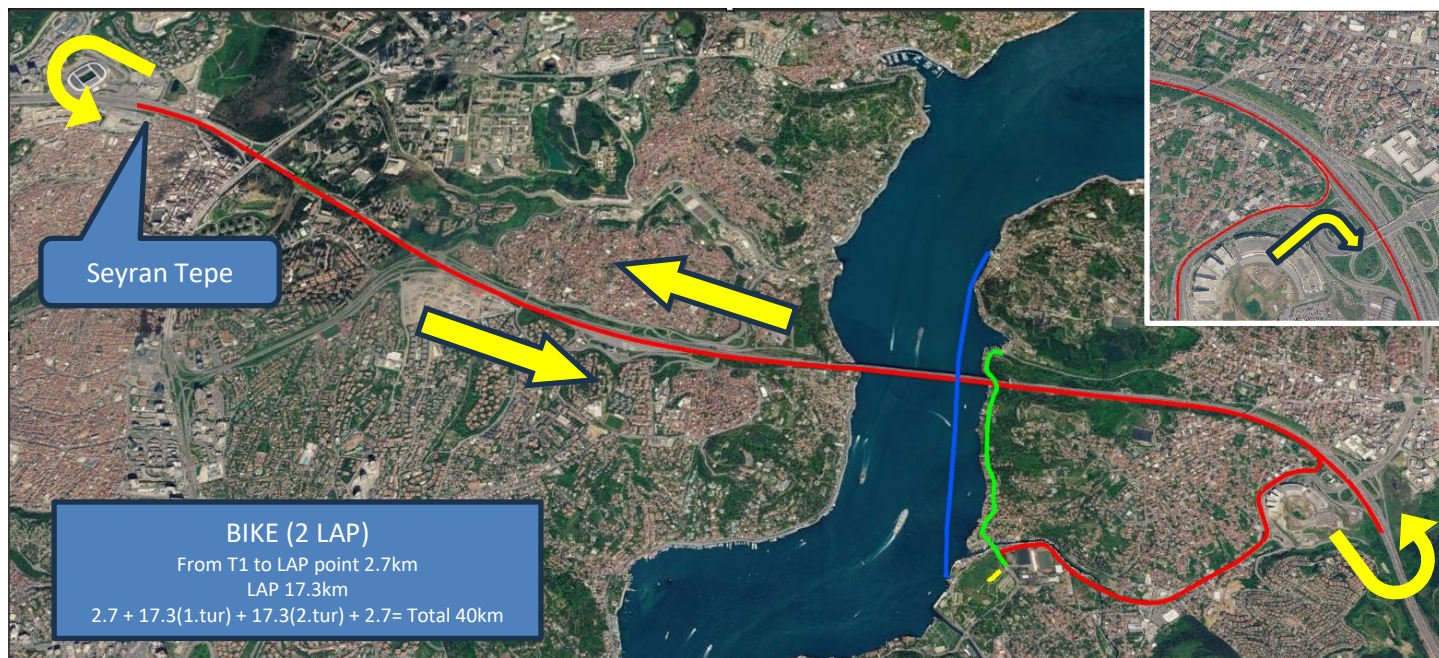 Seyran Tepe
BIKE (2 LAP)
From T1 to LAP point 2.7km
LAP 17.3km
2.7 + 17.3(1.tur) + 17.3(2.tur) + 2.7= Total 40km